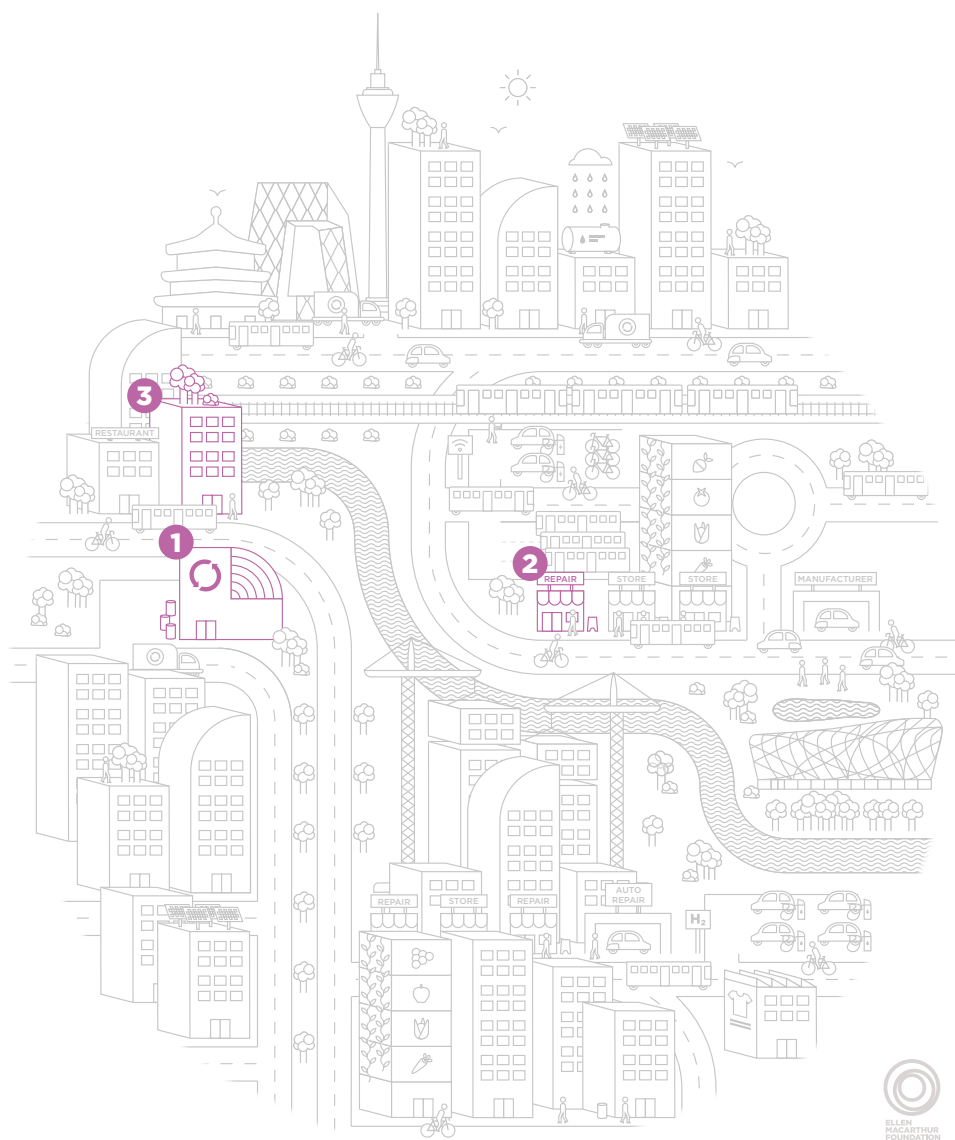 3
RESTAURANT
1
2
REPAIR
STORE
STORE
MANUFACTURER
REPAIR
STORE
REPAIR
AUTO
REPAIR
H₂
ELLEN
MACARTHUR
FOUNDATION